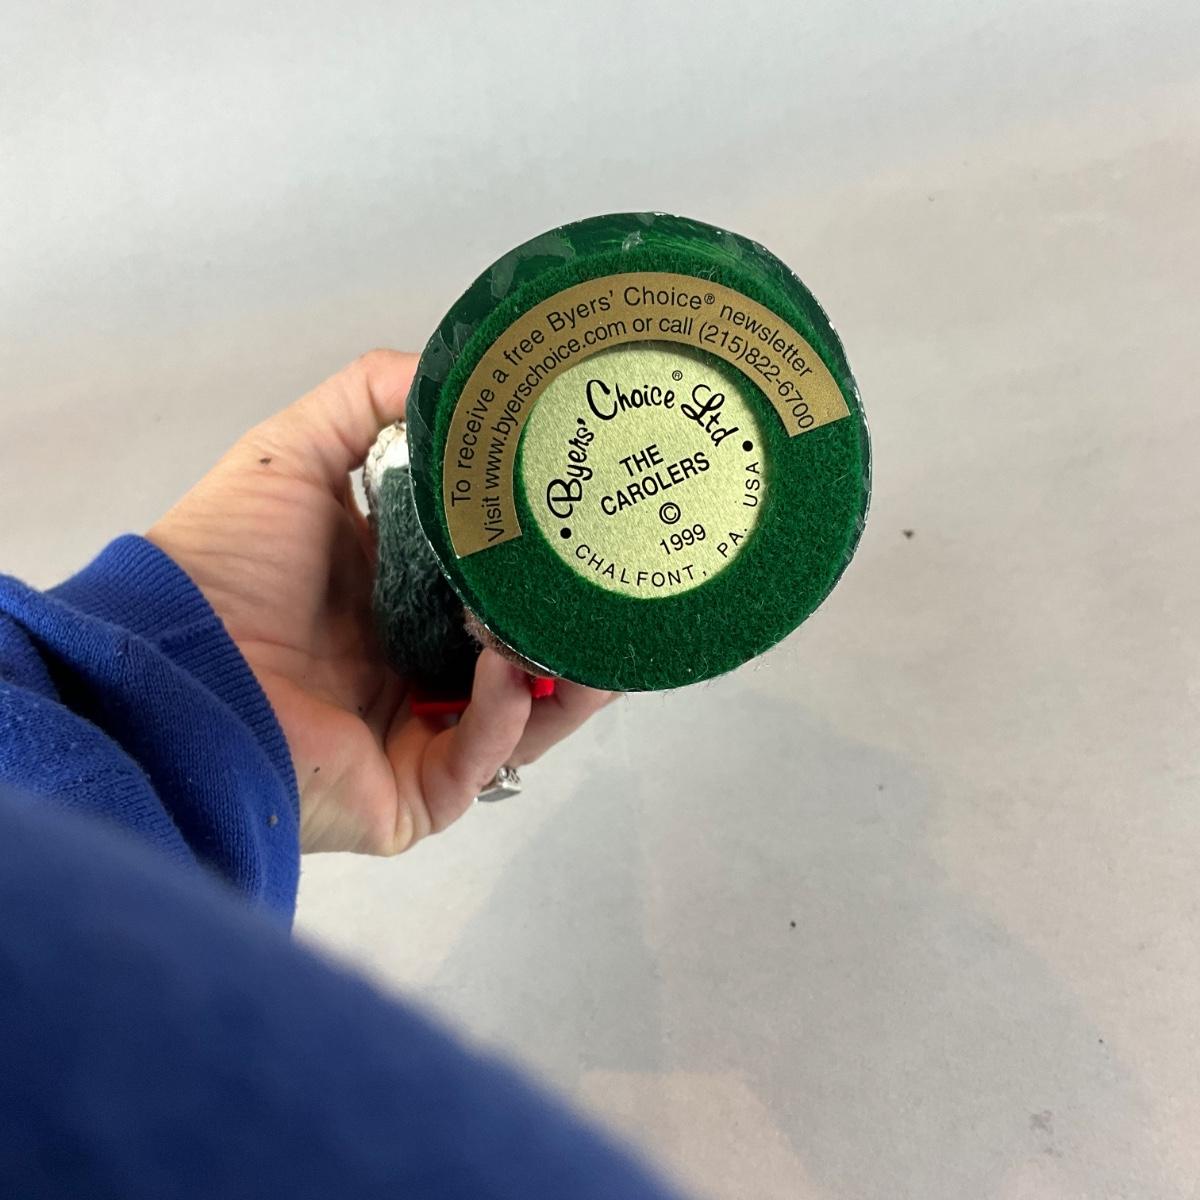 To receive a free Byers' Choice® newsletter
Visit www.byerschoice.com or call (215)822-6700
Byers' Choice® Ltd
THE
CAROLERS
©
1999
• CHALFONT, PA. USA •